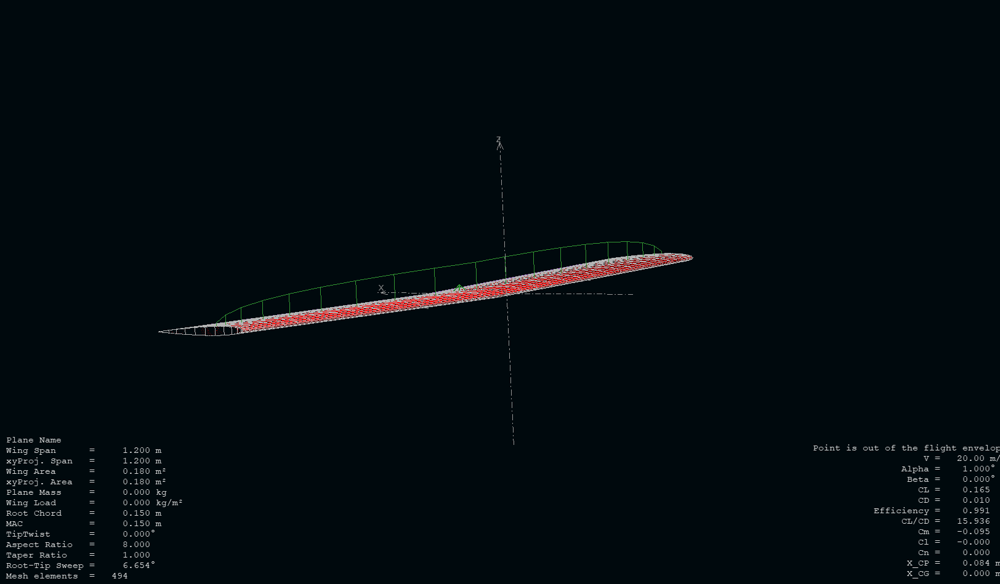 Z
X
Plane Name
Wing Span = 1.200 m
xyProj. Span = 1.200 m
Wing Area = 0.180 m²
xyProj. Area = 0.180 m²
Plane Mass = 0.000 kg
Wing Load = 0.000 kg/m²
Root Chord = 0.150 m
MAC = 0.150 m
TipTwist = 0.000°
Aspect Ratio = 8.000
Taper Ratio = 1.000
Root-Tip Sweep = 6.654°
Mesh elements = 494
Point is out of the flight envelop
V = 20.00 m/
Alpha = 1.000°
Beta = 0.000°
CL = 0.165
CD = 0.010
Efficiency = 0.991
CL/CD = 15.936
Cm = -0.095
Cl = -0.000
Cn = 0.000
X_CP = 0.084 m
X_CG = 0.000 m